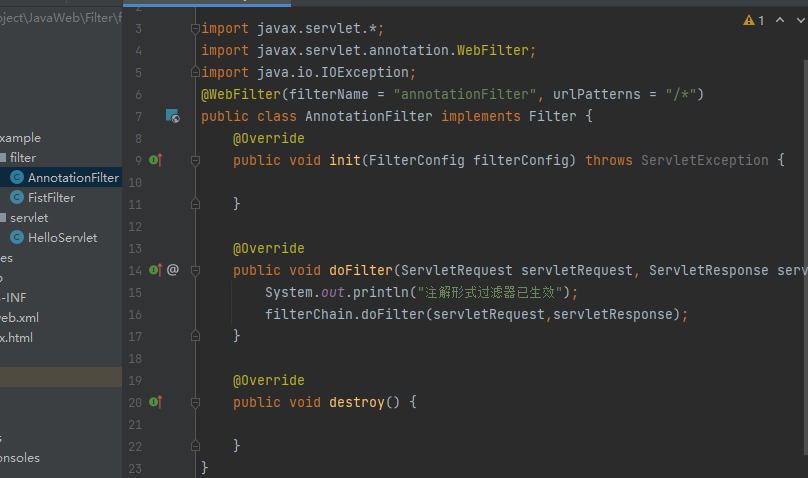 oject\JavaWeb\Filter\f
xample
filter
AnnotationFilter
FistFilter
servlet
HelloServlet
es
-INF
web.xml
x.html
onsoles
1
3 import javax.servlet.*;
4 import javax.servlet.annotation.WebFilter;
5 import java.io.IOException;
6 @WebFilter(filterName = "annotationFilter", urlPatterns = "/*")
7 public class AnnotationFilter implements Filter {
8 @Override
9 public void init(FilterConfig filterConfig) throws ServletException {
10
11 }
12
13 @Override
14 @ public void doFilter(ServletRequest servletRequest, ServletResponse serv
15 System.out.println("注解形式过滤器已生效");
16 filterChain.doFilter(servletRequest,servletResponse);
17 }
18
19 @Override
20 public void destroy() {
21
22 }
23 }